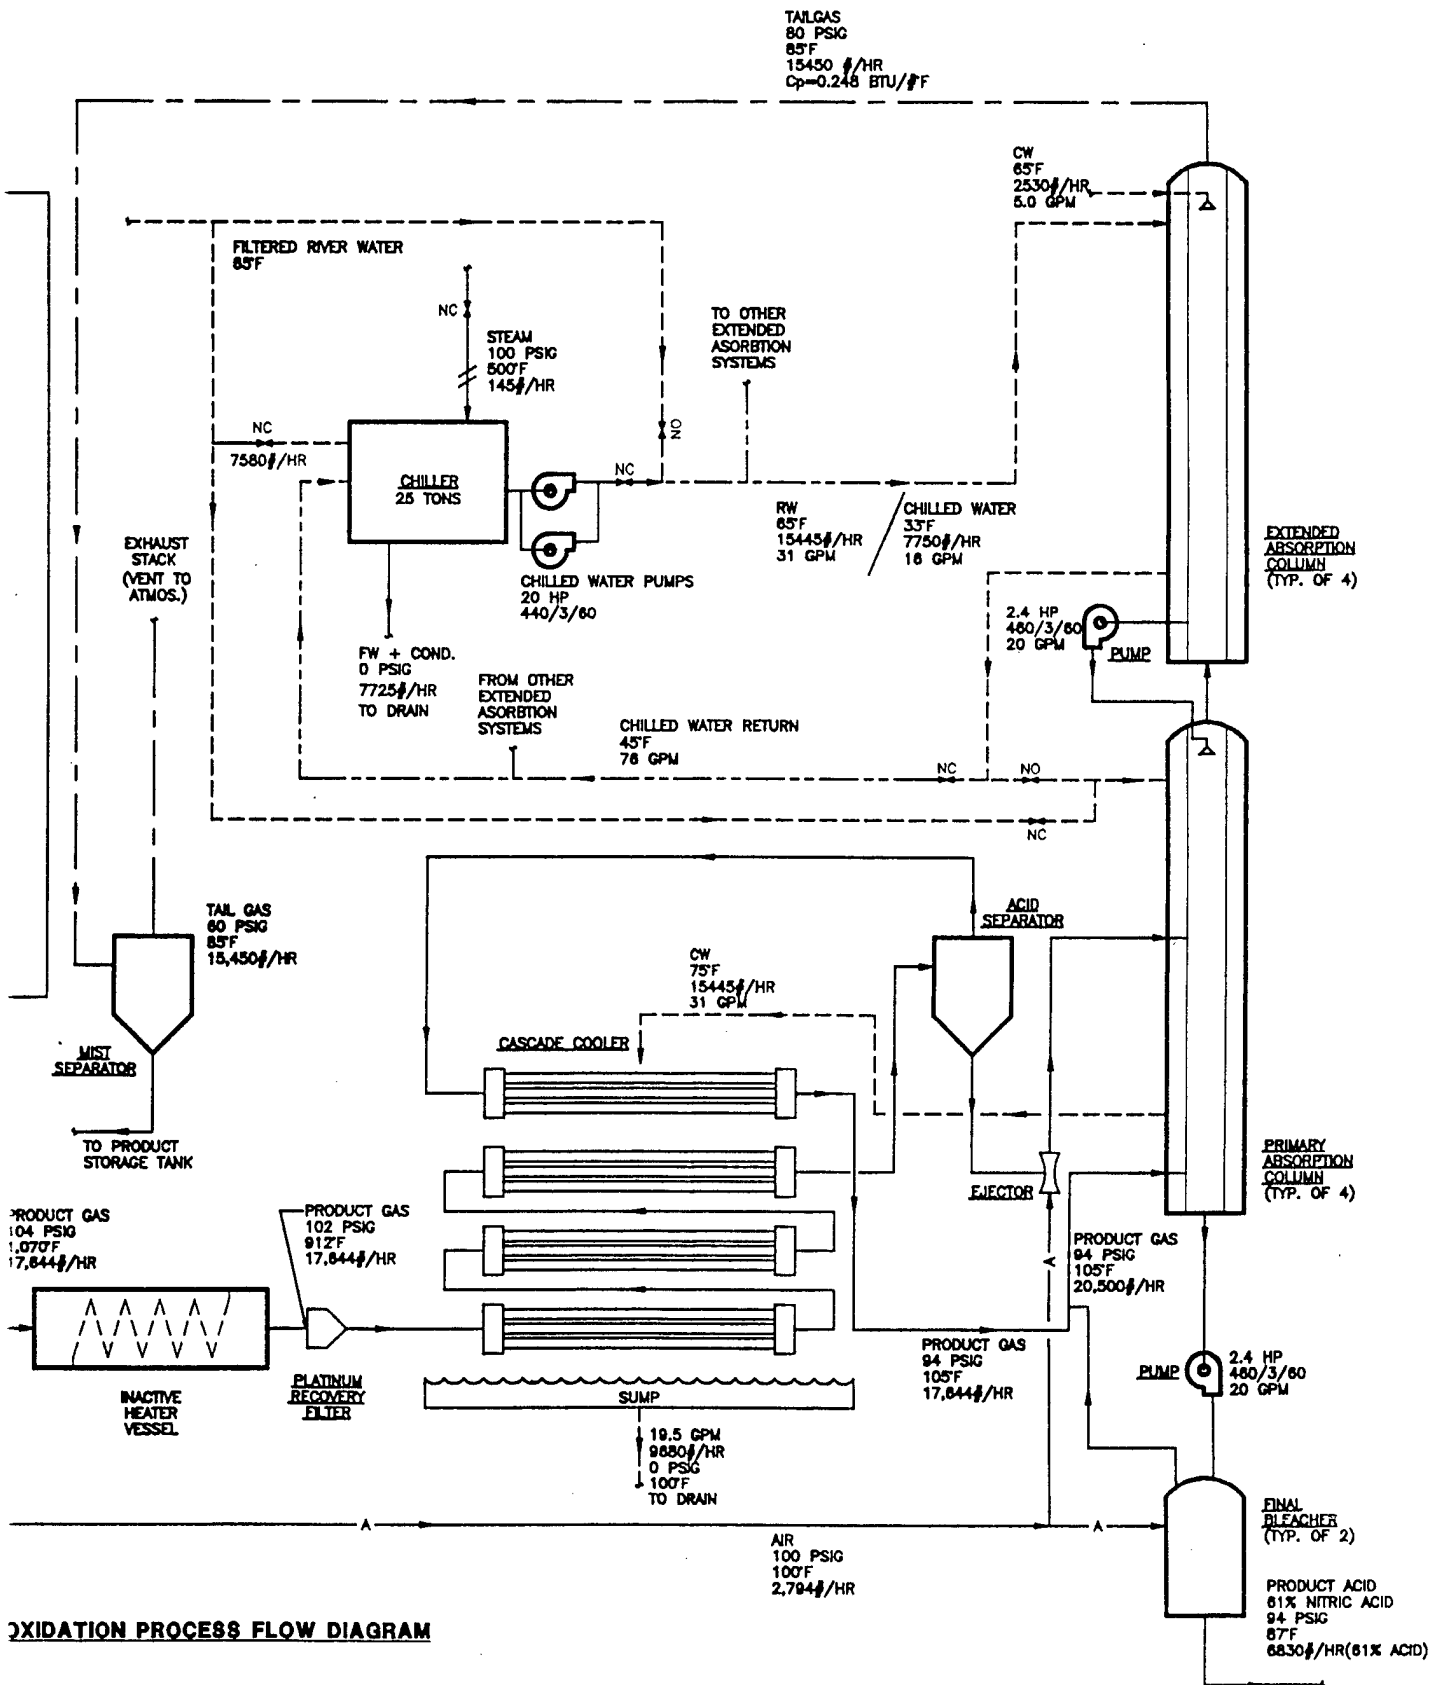 TAILGAS
80 PSIG
85°F
15450 #/HR
Cp=0.248 BTU/#°F
CW
65°F
2530#/HR
5.0 GPM
FILTERED RIVER WATER
85°F
NC
STEAM
100 PSIG
500°F
145#/HR
TO OTHER
EXTENDED
ASORBTION
SYSTEMS
NC
7580#/HR
CHILLER
25 TONS
NC
NO
RW
65°F
15445#/HR
31 GPM
CHILLED WATER
33°F
7750#/HR
16 GPM
EXTENDED
ABSORPTION
COLUMN
(TYP. OF 4)
EXHAUST
STACK
(VENT TO
ATMOS.)
CHILLED WATER PUMPS
20 HP
440/3/60
2.4 HP
460/3/60
20 GPM
PUMP
FW + COND.
0 PSIG
7725#/HR
TO DRAIN
FROM OTHER
EXTENDED
ASORBTION
SYSTEMS
CHILLED WATER RETURN
45°F
76 GPM
NC
NO
NC
TAIL GAS
60 PSIG
85°F
15,450#/HR
ACID
SEPARATOR
CW
75°F
15445#/HR
31 GPM
MIST
SEPARATOR
CASCADE COOLER
TO PRODUCT
STORAGE TANK
EJECTOR
PRIMARY
ABSORPTION
COLUMN
(TYP. OF 4)
PRODUCT GAS
104 PSIG
1,070°F
17,644#/HR
PRODUCT GAS
102 PSIG
912°F
17,644#/HR
PRODUCT GAS
94 PSIG
105°F
20,500#/HR
A
PRODUCT GAS
94 PSIG
105°F
17,644#/HR
PUMP
2.4 HP
460/3/60
20 GPM
INACTIVE
HEATER
VESSEL
PLATINUM
RECOVERY
FILTER
SUMP
19.5 GPM
9680#/HR
0 PSIG
100°F
TO DRAIN
A
A
AIR
100 PSIG
100°F
2,794#/HR
FINAL
BLEACHER
(TYP. OF 2)
PRODUCT ACID
61% NITRIC ACID
94 PSIG
87°F
6830#/HR(61% ACID)
OXIDATION PROCESS FLOW DIAGRAM